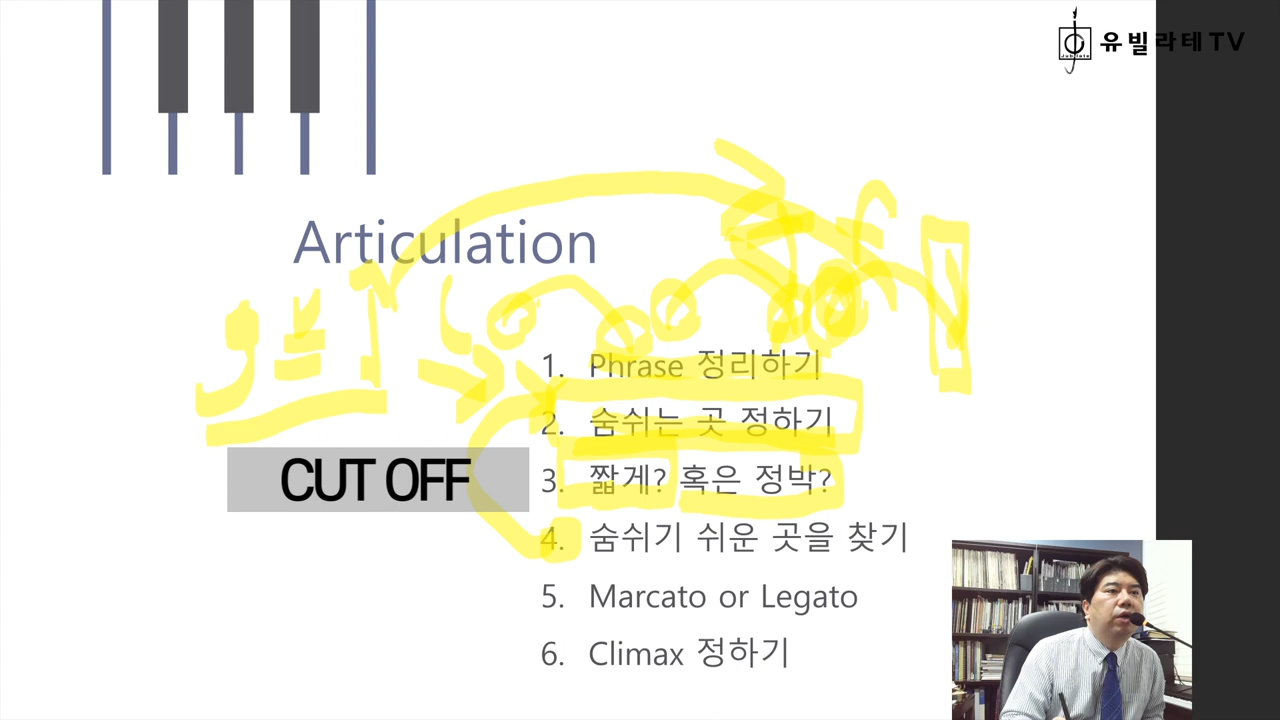 유빌라테 TV
Jubilate
Articulation
1. Phrase 정리하기
2. 숨쉬는 곳 정하기
CUT OFF
3. 짧게? 혹은 정박?
4. 숨쉬기 쉬운 곳을 찾기
5. Marcato or Legato
6. Climax 정하기